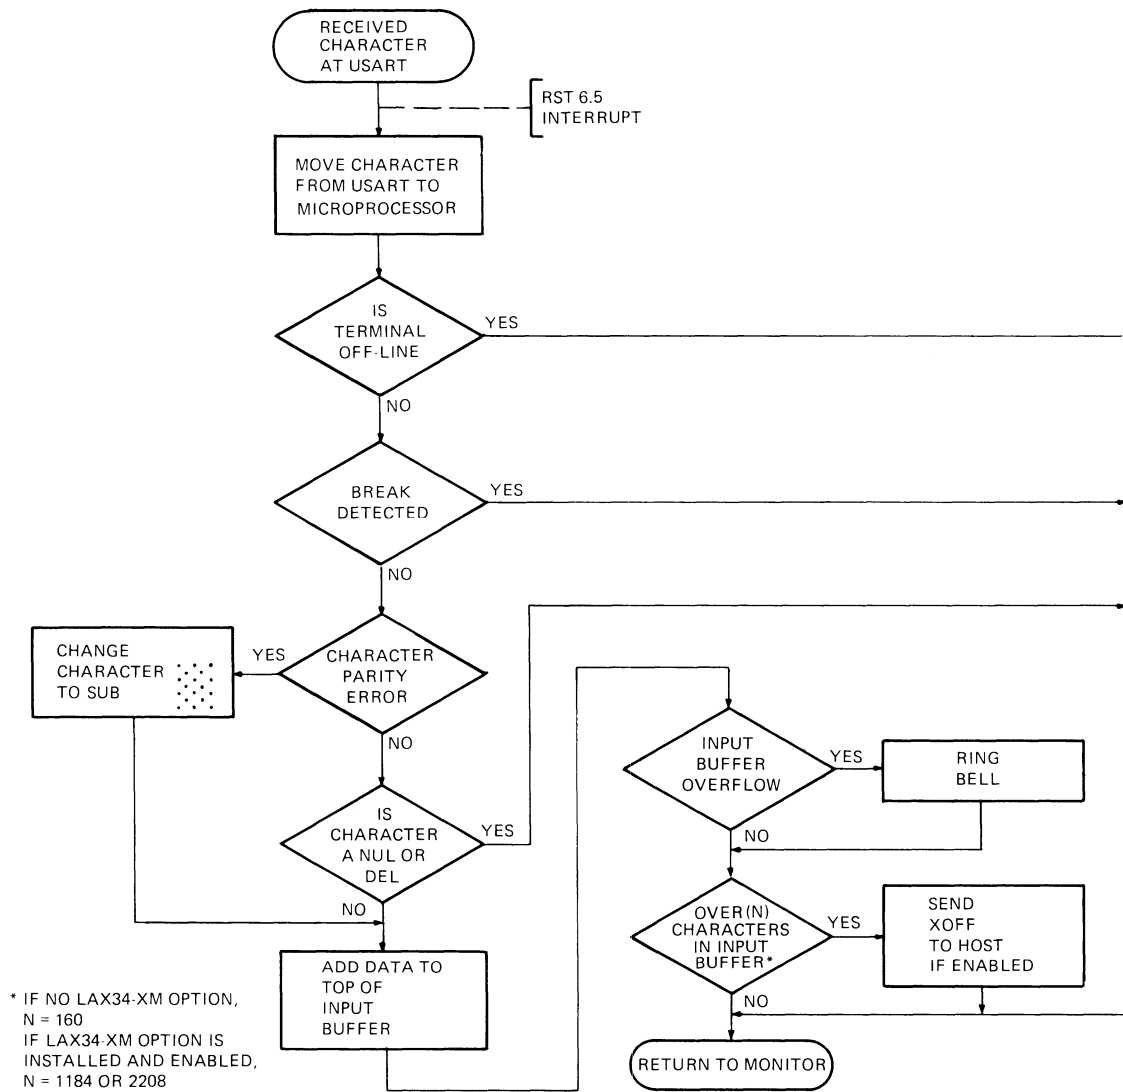 RECEIVED
CHARACTER
AT USART
RST 6.5
INTERRUPT
MOVE CHARACTER
FROM USART TO
MICROPROCESSOR
IS
TERMINAL
OFF-LINE
YES
NO
BREAK
DETECTED
YES
NO
CHARACTER
PARITY
ERROR
YES
CHANGE
CHARACTER
TO SUB
NO
IS
CHARACTER
A NUL OR
DEL
YES
NO
ADD DATA TO
TOP OF
INPUT
BUFFER
INPUT
BUFFER
OVERFLOW
YES
RING
BELL
NO
OVER (N)
CHARACTERS
IN INPUT
BUFFER*
YES
SEND
XOFF
TO HOST
IF ENABLED
NO
RETURN TO MONITOR
* IF NO LAX34-XM OPTION,
N = 160
IF LAX34-XM OPTION IS
INSTALLED AND ENABLED,
N = 1184 OR 2208